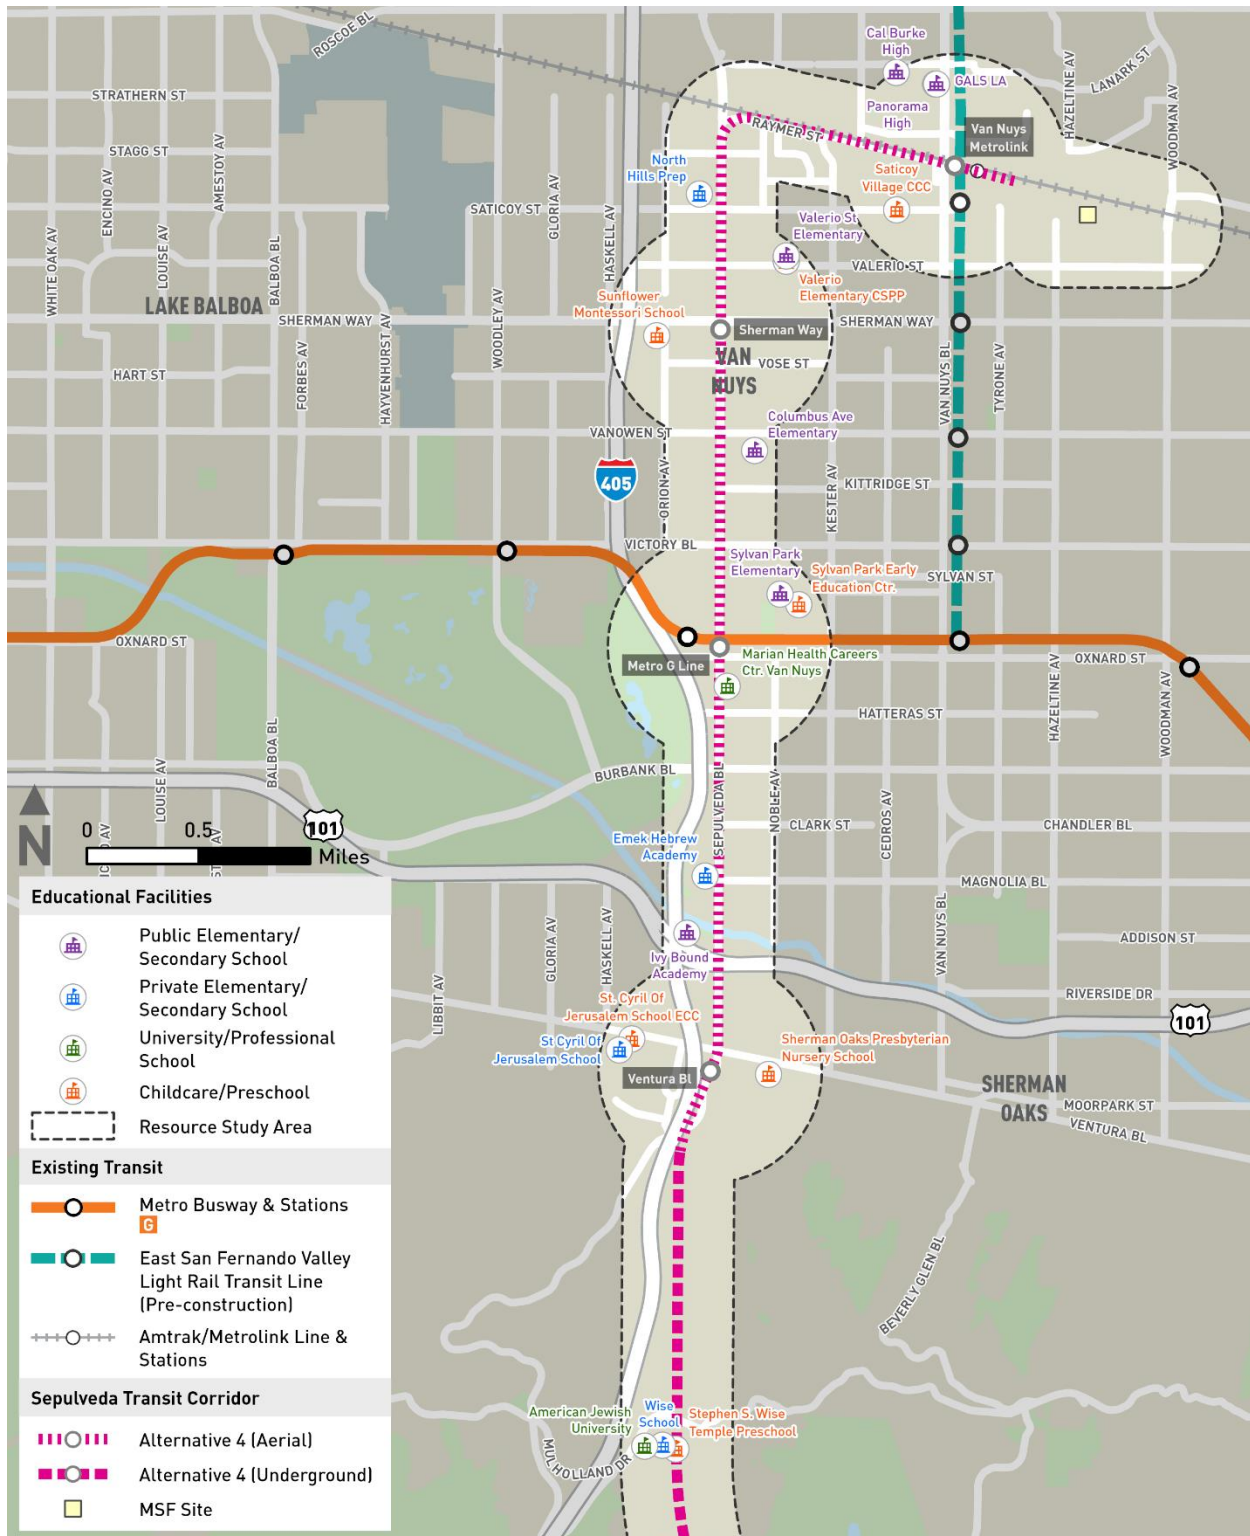 ROSCOE BL
Cal Burke
High
GALS LA
Panorama
High
HAZELTINE AV
LANARK ST
WOODMAN AV
STRATHERN ST
RAYMER ST
Van Nuys
Metrolink
STAGG ST
ENCINO AV
AMESTOY AV
North
Hills Prep
Saticoy
Village CCC
SATICOY ST
GLORIA AV
HASKELL AV
Valerio St
Elementary
WHITE OAK AV
LOUISE AV
BALBOA BL
VALERIO ST
Valerio
Elementary CSPP
LAKE BALBOA
Sunflower
Montessori School
SHERMAN WAY
WOODLEY AV
Sherman Way
SHERMAN WAY
VAN
NUYS
VOSE ST
HART ST
FORBES AV
HAYVENHURST AV
VAN NUYS BL
TYRONE AV
Columbus Ave
Elementary
VANOWEN ST
405
ORION AV
KESTER AV
KITTRIDGE ST
VICTORY BL
Sylvan Park
Elementary
Sylvan Park Early
Education Ctr.
SYLVAN ST
OXNARD ST
Metro G Line
Marian Health Careers
Ctr. Van Nuys
OXNARD ST
HATTERAS ST
HAZELTINE AV
WOODMAN AV
BALBOA BL
LOUISE AV
BURBANK BL
SEPULVEDA BL
NOBLE AV
CEDROS AV
CLARK ST
CHANDLER BL
N
0 0.5
Miles
101
Emek Hebrew
Academy
MAGNOLIA BL
VAN NUYS BL
ADDISON ST
Ivy Bound
Academy
LIBBIT AV
GLORIA AV
HASKELL AV
RIVERSIDE DR
101
St. Cyril Of
Jerusalem School ECC
St Cyril Of
Jerusalem School
Sherman Oaks Presbyterian
Nursery School
Ventura Bl
SHERMAN
OAKS
MOORPARK ST
VENTURA BL
BEVERLY GLEN BL
American Jewish
University
Wise
School
Stephen S. Wise
Temple Preschool
MULHOLLAND DR
Educational Facilities
Public Elementary/
Secondary School
Private Elementary/
Secondary School
University/Professional
School
Childcare/Preschool
Resource Study Area
Existing Transit
Metro Busway & Stations
G
East San Fernando Valley
Light Rail Transit Line
(Pre-construction)
Amtrak/Metrolink Line &
Stations
Sepulveda Transit Corridor
Alternative 4 (Aerial)
Alternative 4 (Underground)
MSF Site